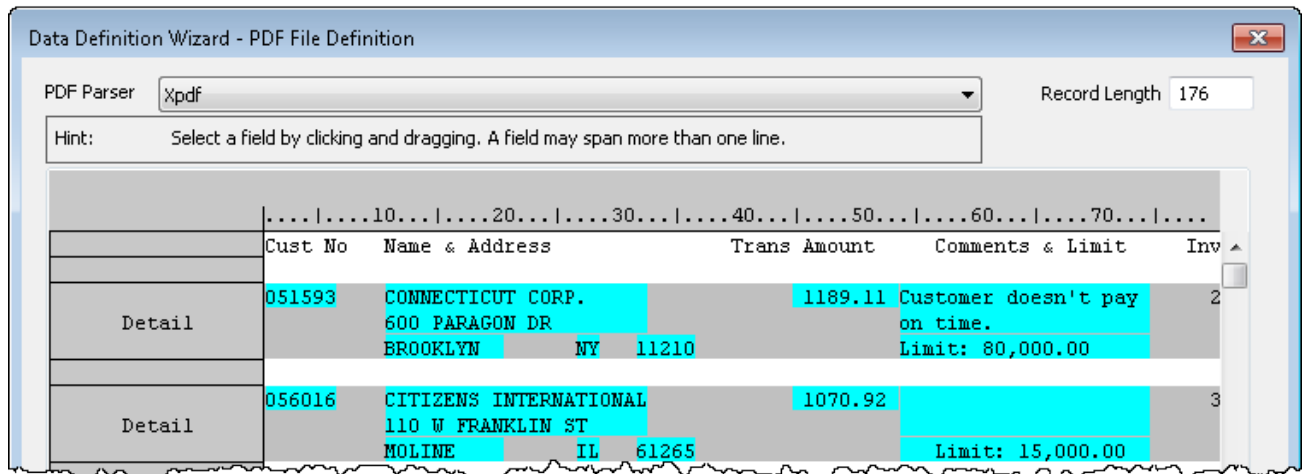 Data Definition Wizard - PDF File Definition
PDF Parser Xpdf Record Length 176
Hint: Select a field by clicking and dragging. A field may span more than one line.
|....|....10...|....20...|....30...|....40...|....50...|....60...|....70...|....
Cust No Name & Address Trans Amount Comments & Limit Inv
051593 CONNECTICUT CORP. 1189.11 Customer doesn't pay 2
Detail 600 PARAGON DR on time.
BROOKLYN NY 11210 Limit: 80,000.00
056016 CITIZENS INTERNATIONAL 1070.92 3
Detail 110 W FRANKLIN ST
MOLINE IL 61265 Limit: 15,000.00